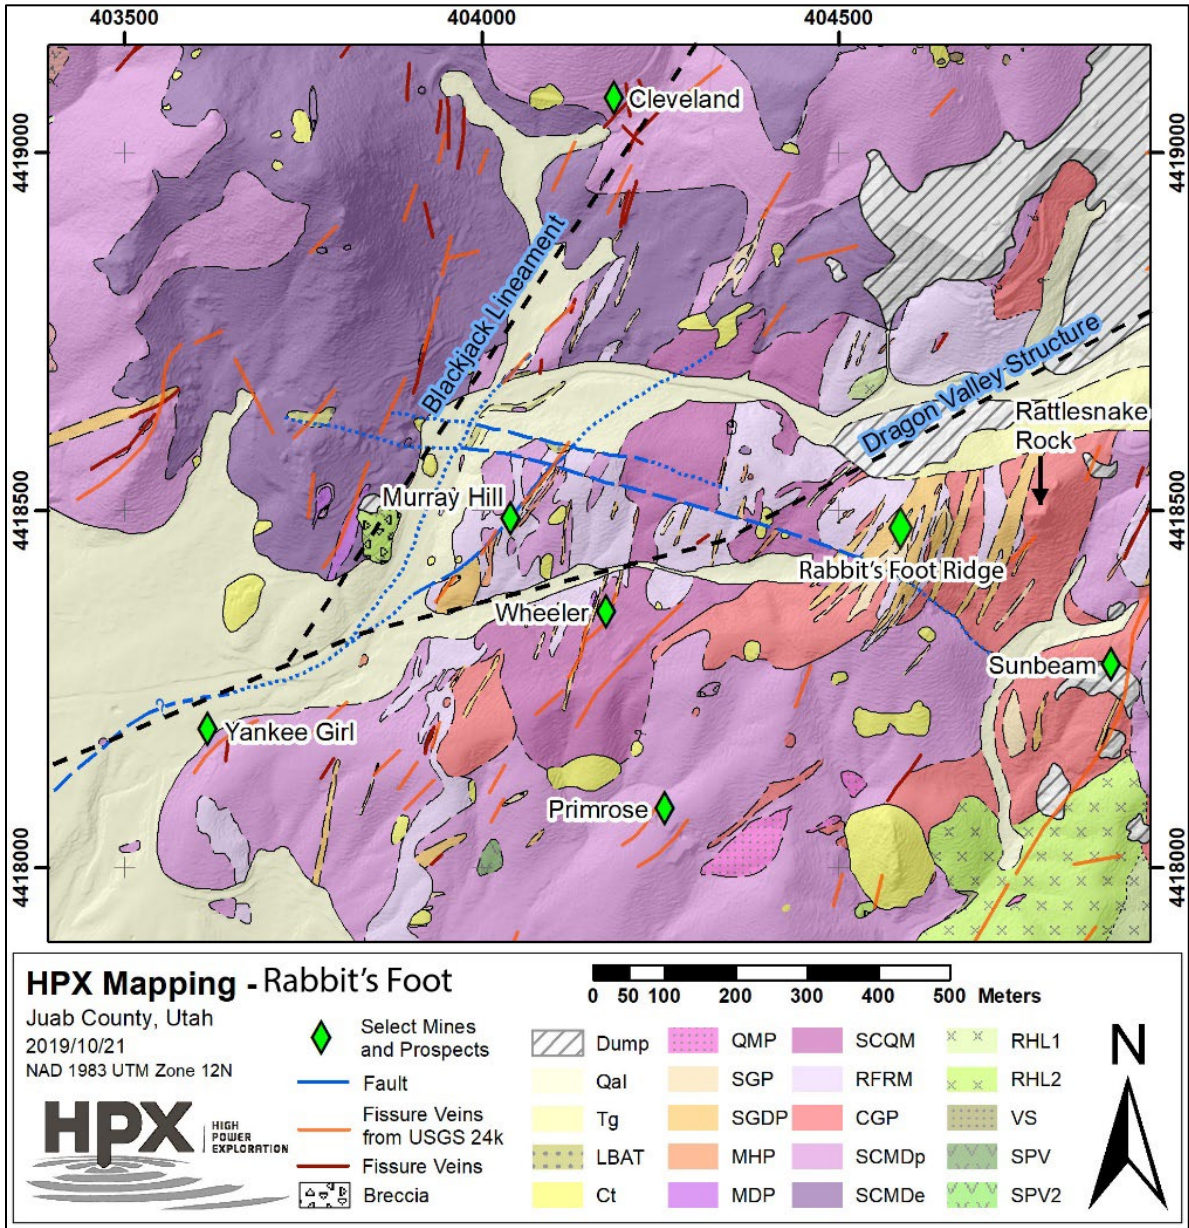 403500
404000
404500
4419000
4419000
4418500
4418500
4418000
4418000
Cleveland
Blackjack Lineament
Dragon Valley Structure
Rattlesnake
Rock
Murray Hill
Rabbit's Foot Ridge
Wheeler
Sunbeam
?
Yankee Girl
Primrose
HPX Mapping - Rabbit's Foot
Juab County, Utah
2019/10/21
NAD 1983 UTM Zone 12N
HPX
HIGH
POWER
EXPLORATION
Select Mines
and Prospects
Fault
Fissure Veins
from USGS 24k
Fissure Veins
Breccia
0 50 100 200 300 400 500 Meters
Dump
Qal
Tg
LBAT
Ct
QMP
SGP
SGDP
MHP
MDP
SCQM
RFRM
CGP
SCMDp
SCMDe
RHL1
RHL2
VS
SPV
SPV2
N